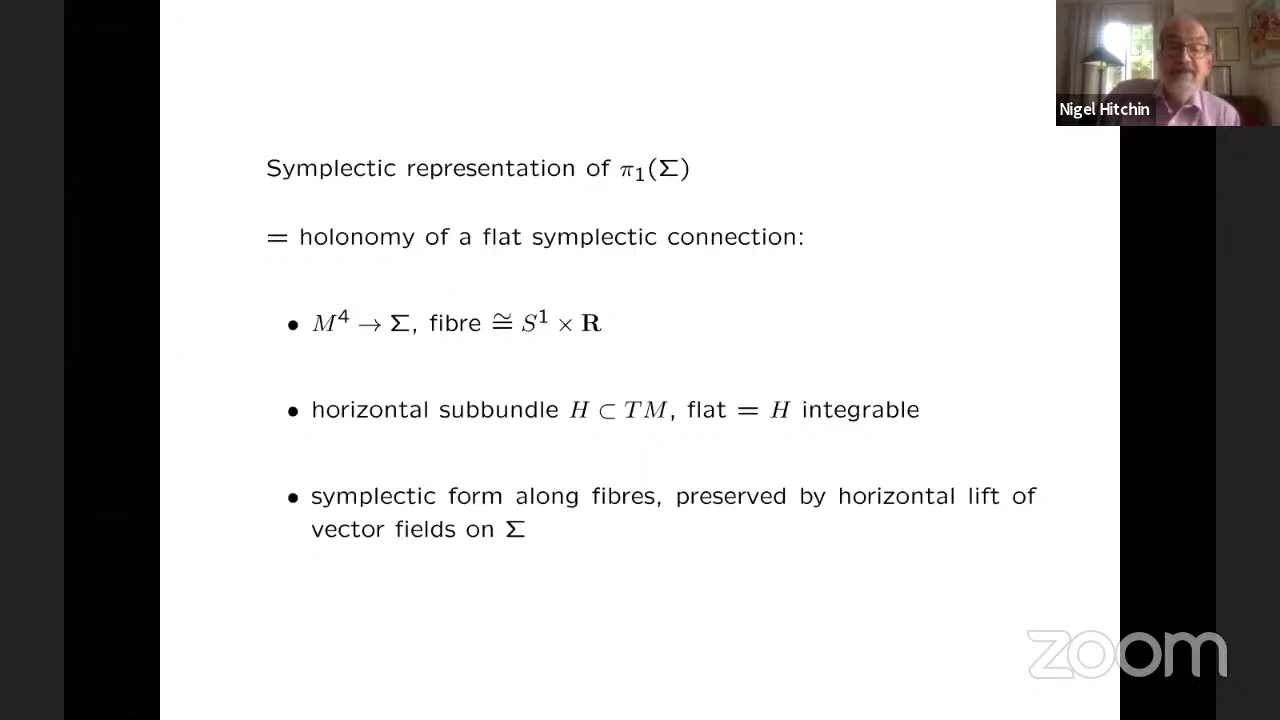 Nigel Hitchin
Symplectic representation of π₁(Σ)
= holonomy of a flat symplectic connection:
• M⁴ → Σ, fibre ≅ S¹ × R
• horizontal subbundle H ⊂ TM, flat = H integrable
• symplectic form along fibres, preserved by horizontal lift of
vector fields on Σ
zoom